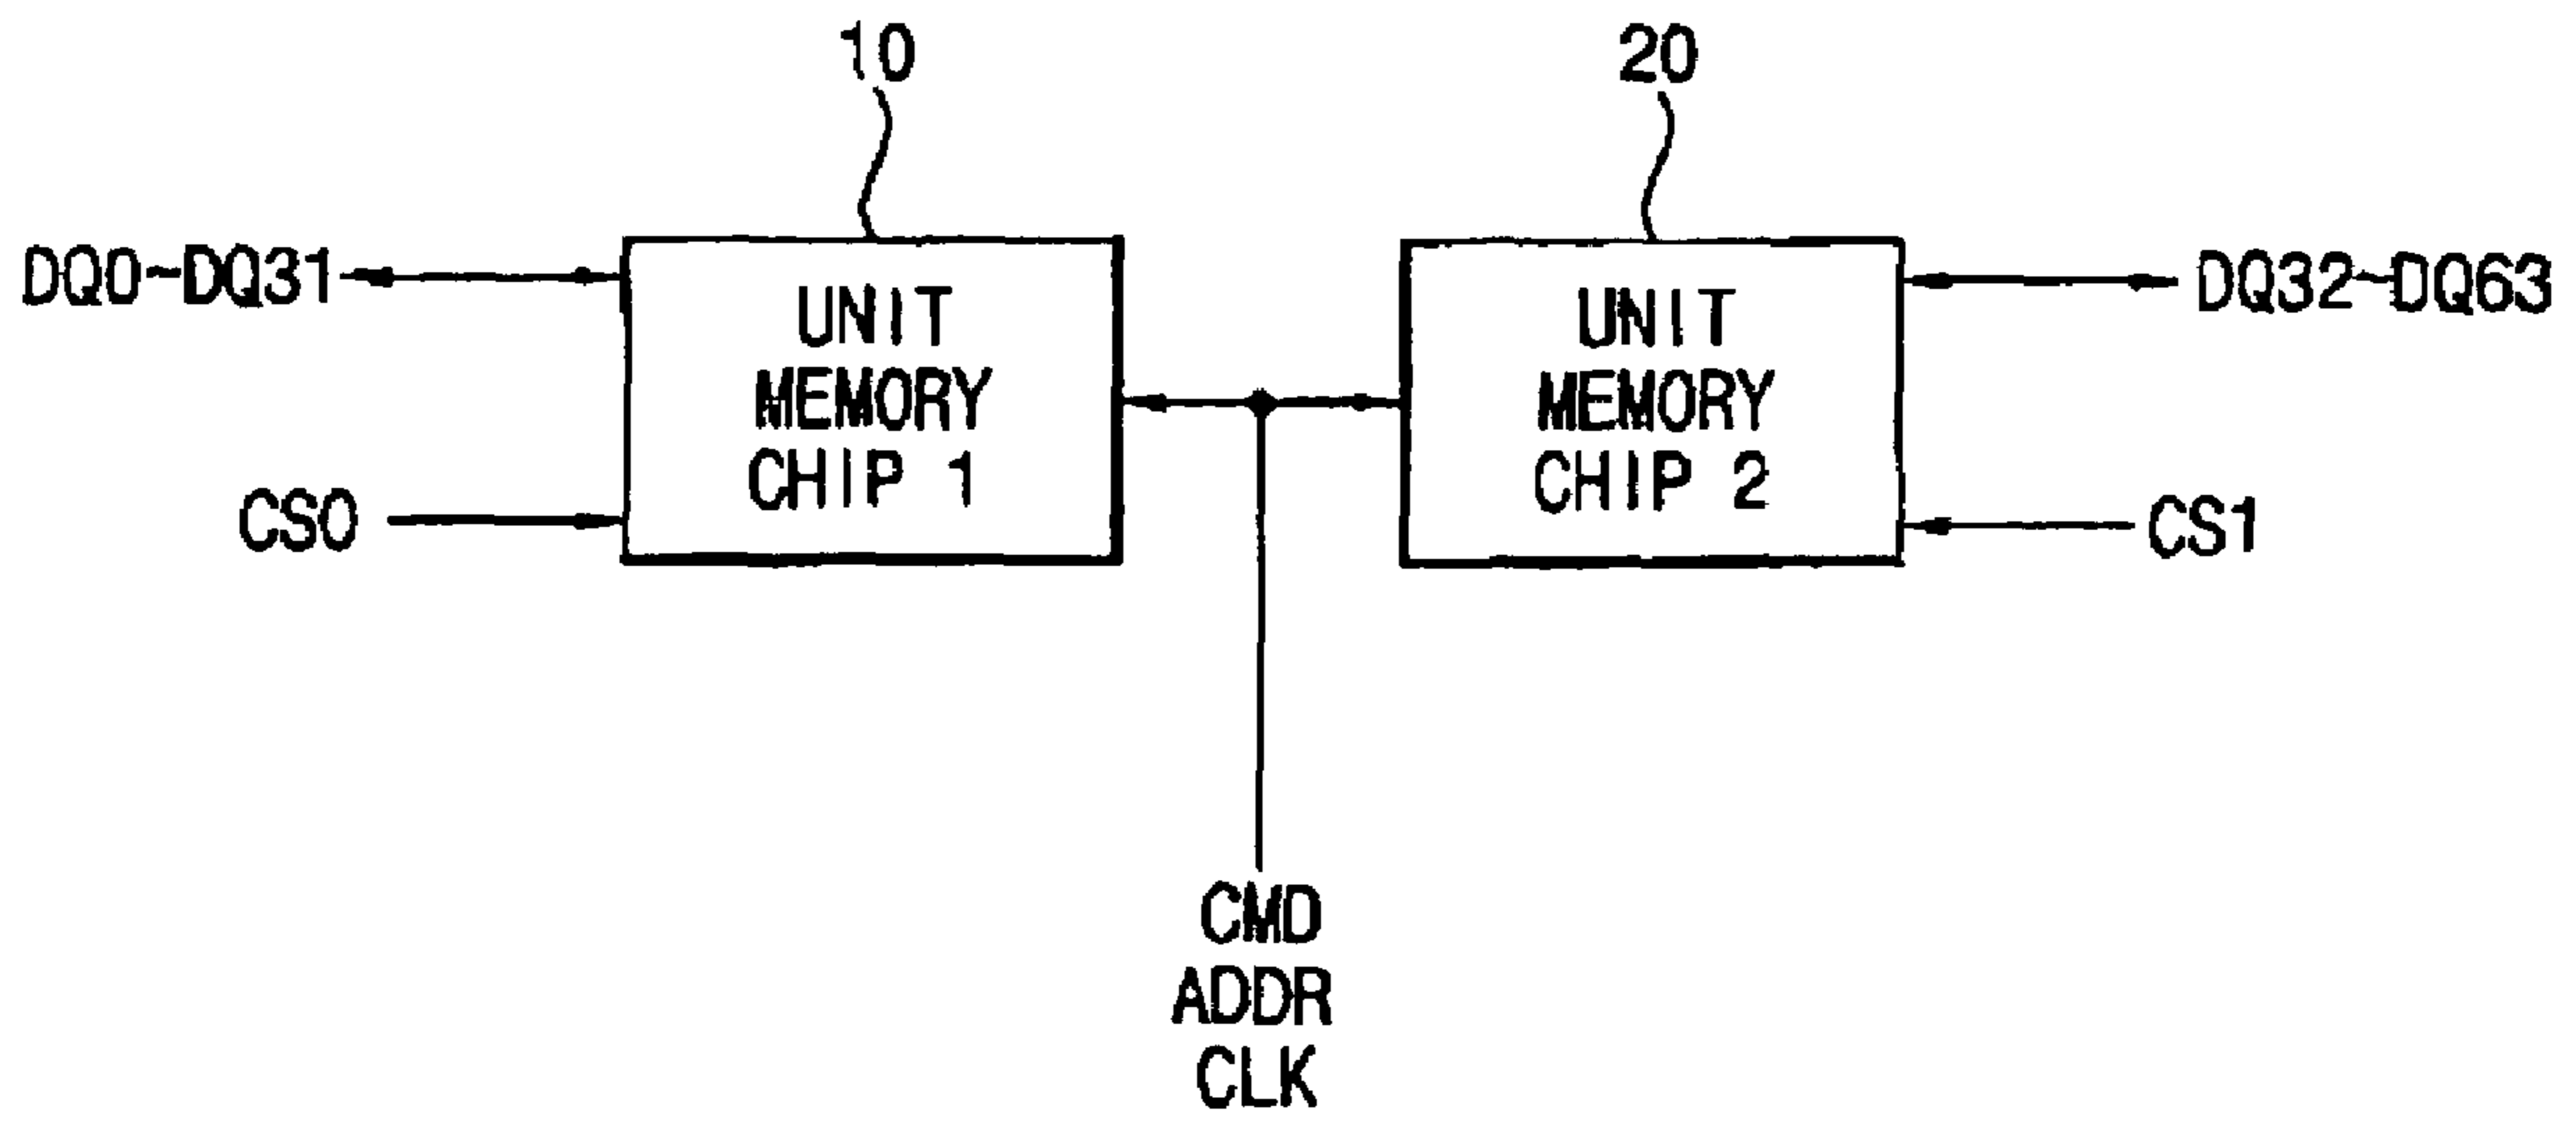 10
20
DQ0~DQ31
UNIT
MEMORY
CHIP 1
CS0
UNIT
MEMORY
CHIP 2
DQ32~DQ63
CS1
CMD
ADDR
CLK